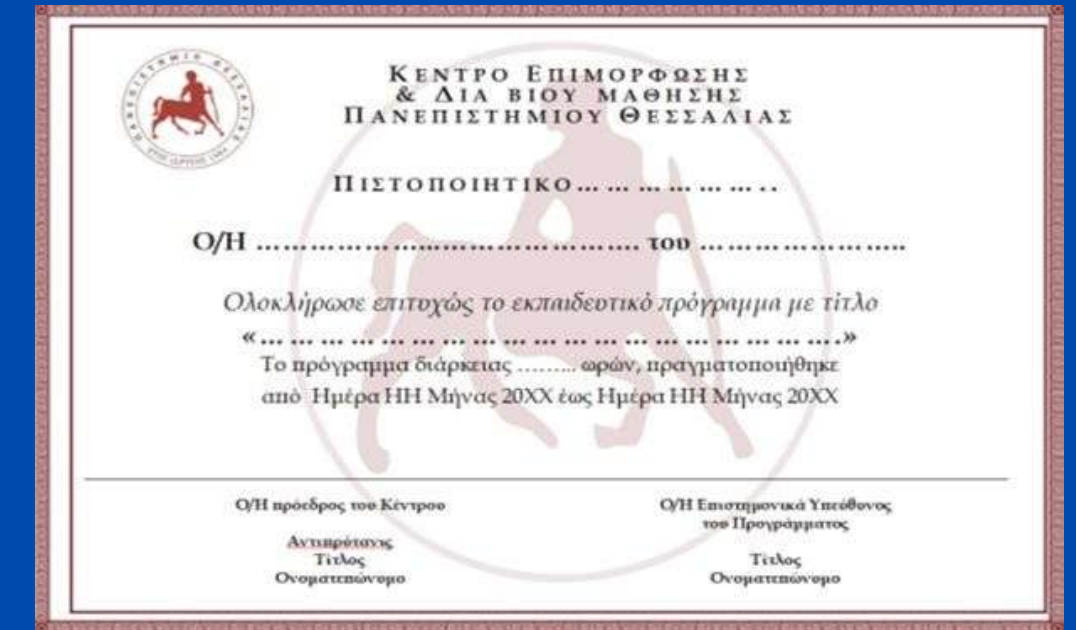 ΠΑΝΕΠΙΣΤΗΜΙΟ ΘΕΣΣΑΛΙΑΣ
ΚΕΝΤΡΟ ΕΠΙΜΟΡΦΩΣΗΣ
& ΔΙΑ ΒΙΟΥ ΜΑΘΗΣΗΣ
ΠΑΝΕΠΙΣΤΗΜΙΟΥ ΘΕΣΣΑΛΙΑΣ
ΠΙΣΤΟΠΟΙΗΤΙΚΟ... ... ... ... ... ... ..
Ο/Η ........................................... του .......................
Ολοκλήρωσε επιτυχώς το εκπαιδευτικό πρόγραμμα με τίτλο
«... ... ... ... ... ... ... ... ... ... ... ... ... ... ... ... ... ... ... ..»
Το πρόγραμμα διάρκειας ......... ωρών, πραγματοποιήθηκε
από Ημέρα ΗΗ Μήνας 20ΧΧ έως Ημέρα ΗΗ Μήνας 20ΧΧ
Ο/Η πρόεδρος του Κέντρου
Αντιπρύτανις
Τίτλος
Ονοματεπώνυμο
Ο/Η Επιστημονικά Υπεύθυνος
του Προγράμματος
Τίτλος
Ονοματεπώνυμο